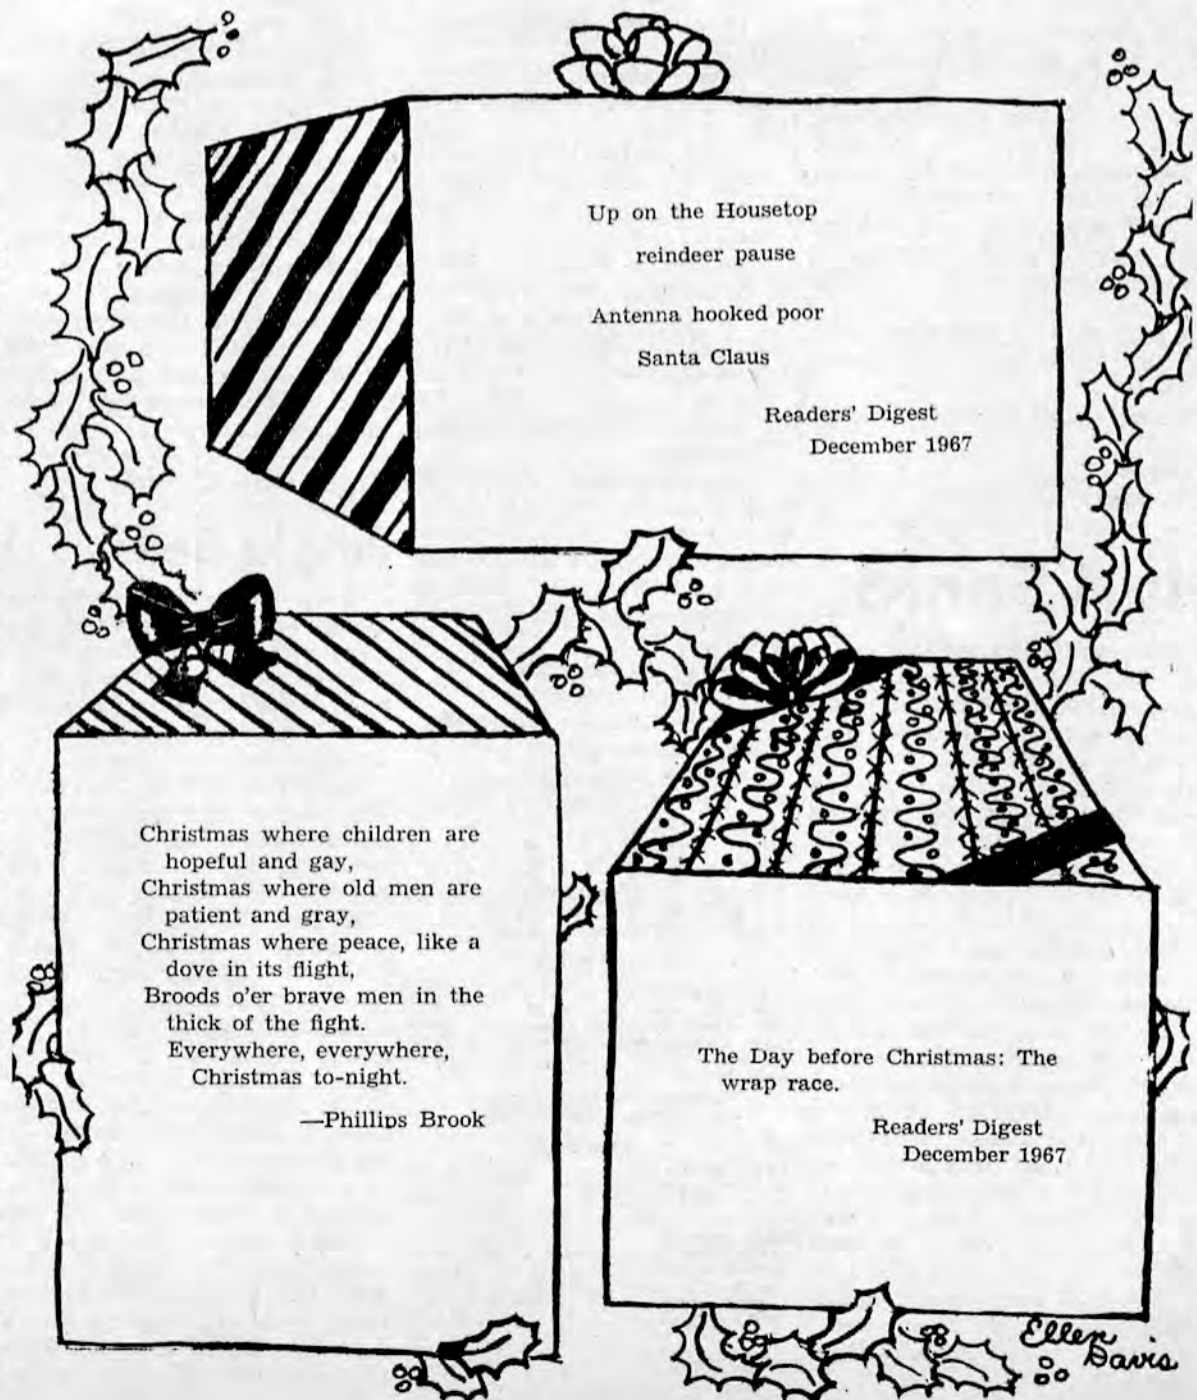 Up on the Housetop
reindeer pause
Antenna hooked poor
Santa Claus
Readers' Digest
December 1967
Christmas where children are
hopeful and gay,
Christmas where old men are
patient and gray,
Christmas where peace, like a
dove in its flight,
Broods o'er brave men in the
thick of the fight.
Everywhere, everywhere,
Christmas to-night.
—Phillips Brook
The Day before Christmas: The
wrap race.
Readers' Digest
December 1967
Ellen
Davis